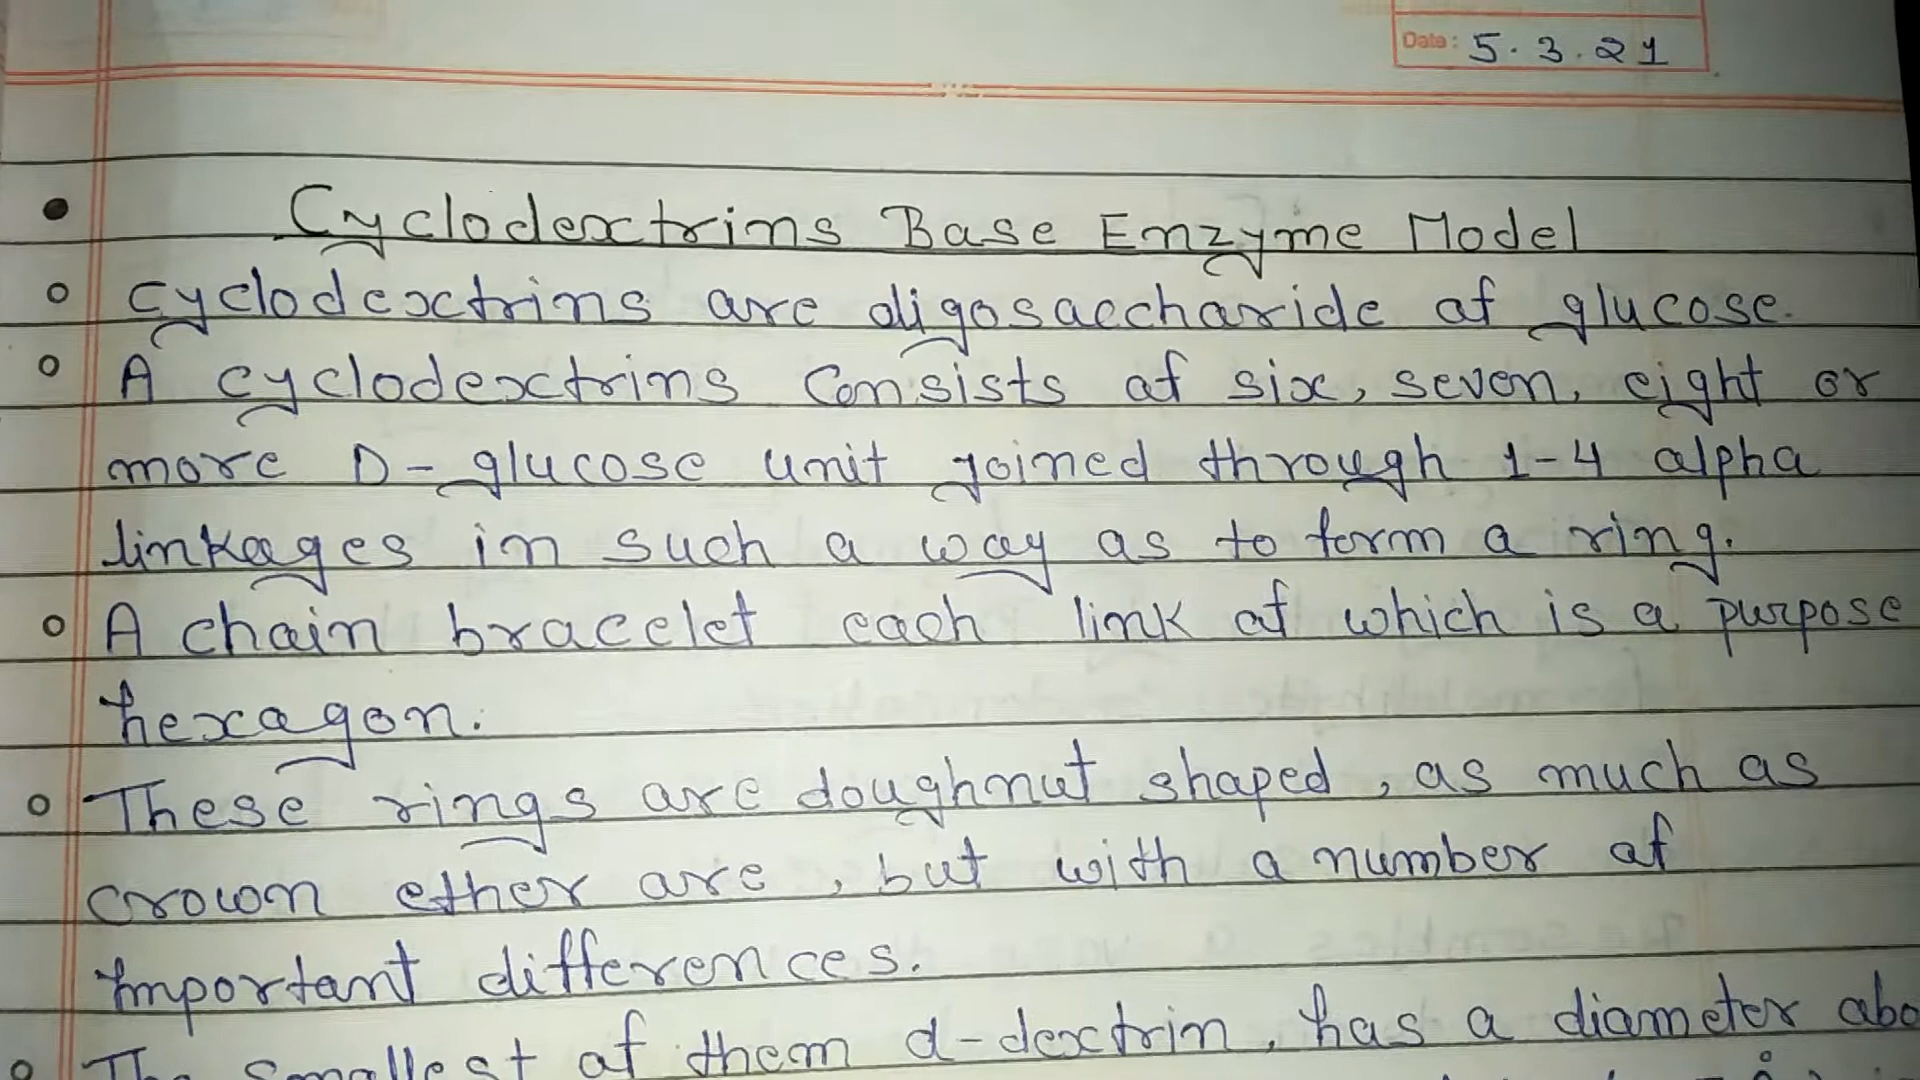 Date: 5.3.21
Cyclodextrins Base Enzyme Model
Cyclodextrins are oligosaccharide of glucose.
A cyclodextrins Consists of six, seven, eight or
more D-glucose unit joined through 1-4 alpha
linkages in such a way as to form a ring.
A chain bracelet each link of which is a purpose
hexagon.
These rings are doughnut shaped, as much as
crown ether are, but with a number of
Important differences.
The smallest of them α-dextrin, has a diameter abo